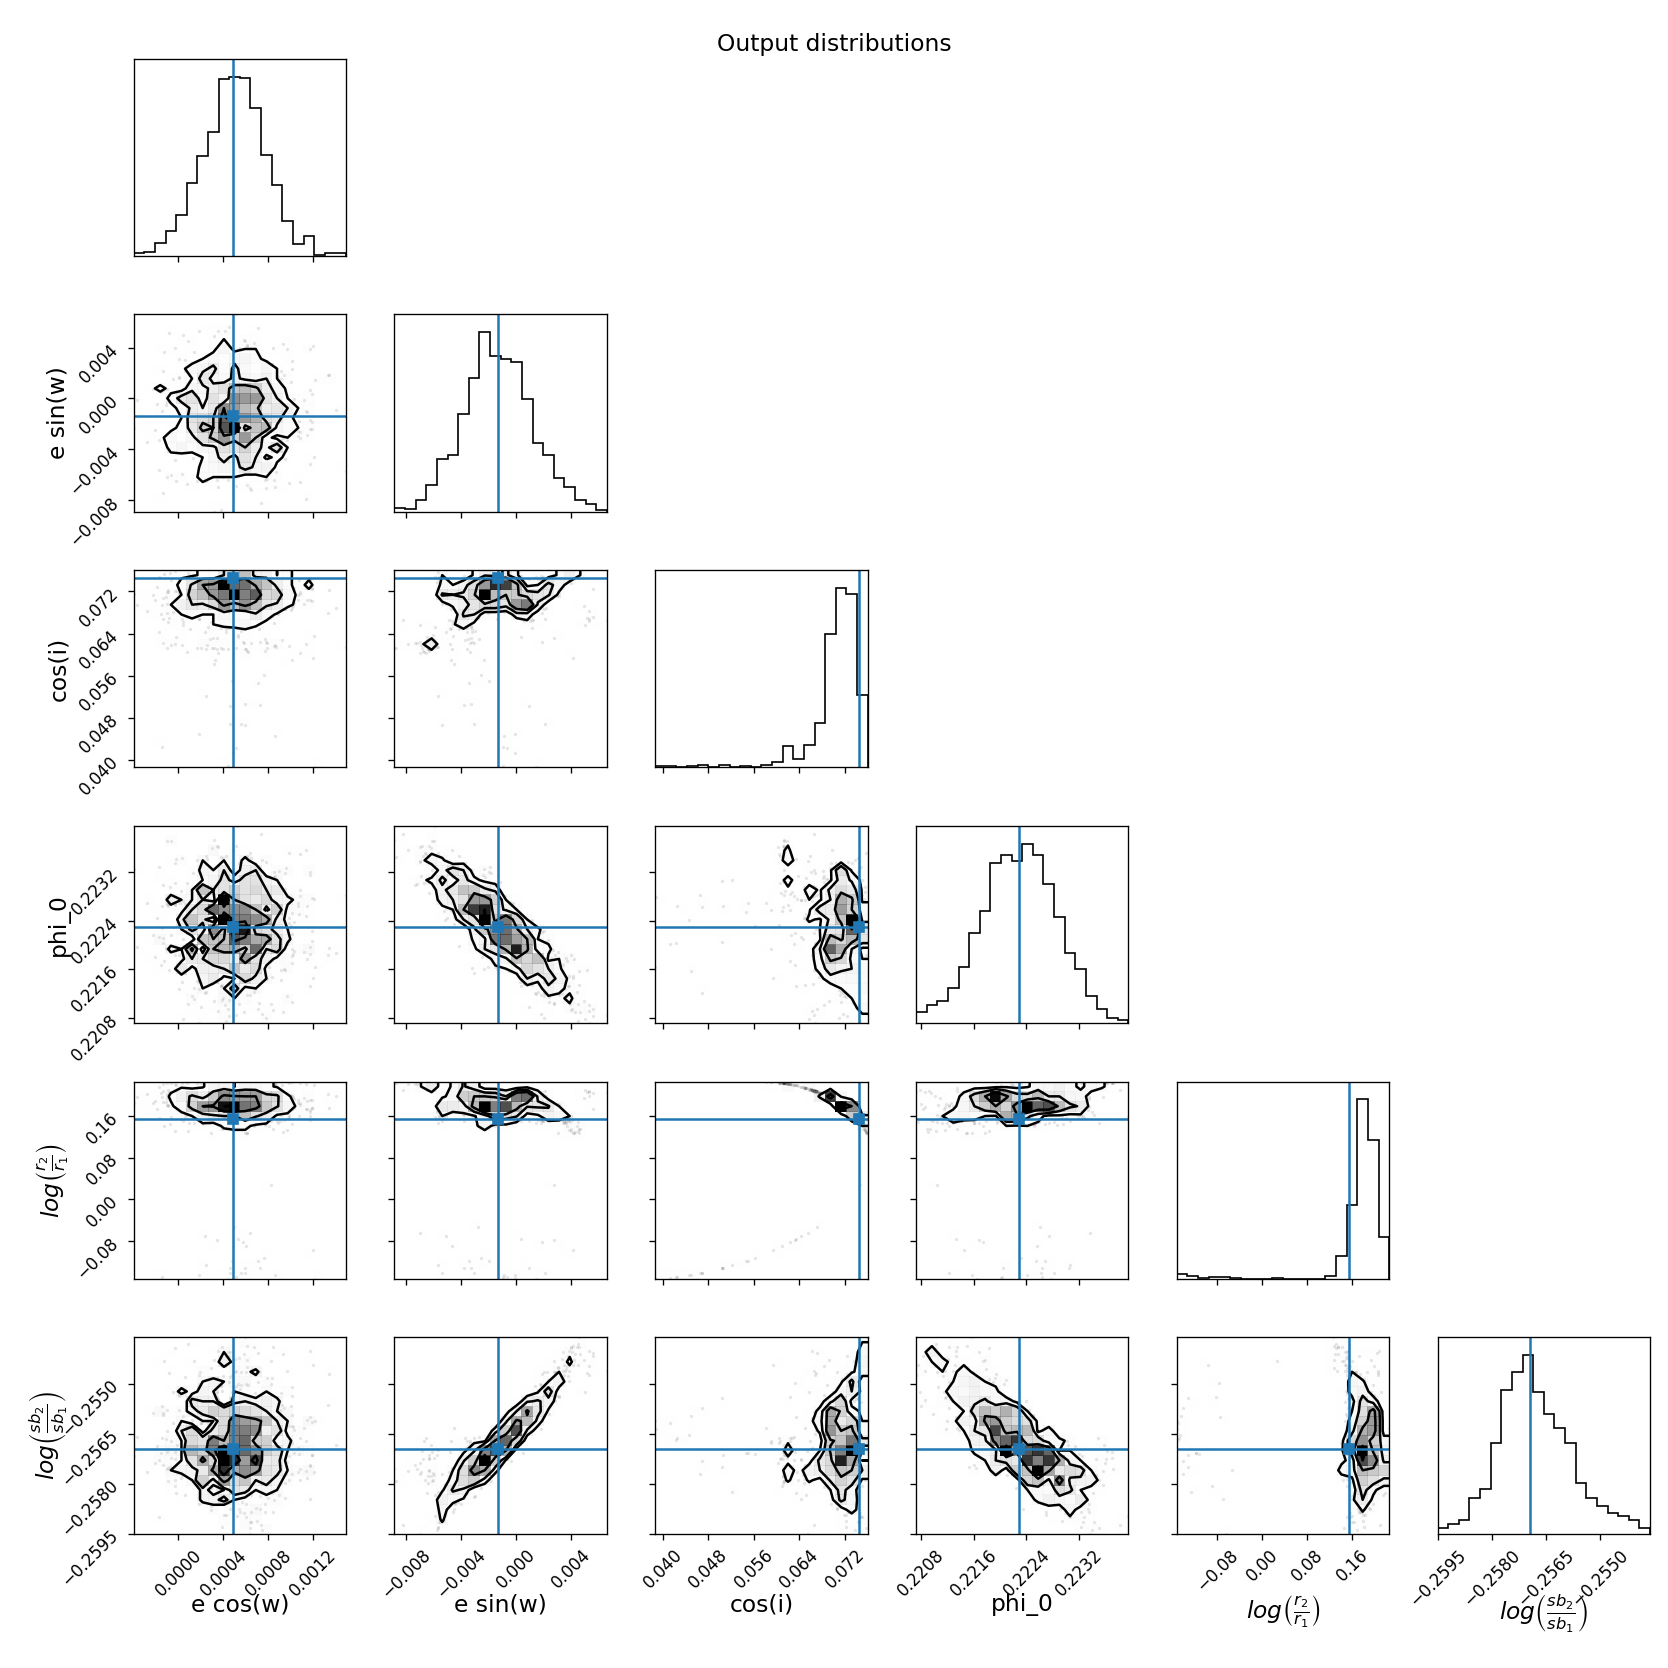 Output distributions
e sin(w)
0.004
0.000
−0.004
−0.008
cos(i)
0.072
0.064
0.056
0.048
0.040
phi_0
0.2232
0.2224
0.2216
0.2208
log(r₂/r₁)
0.16
0.08
0.00
−0.08
log(sb₂/sb₁)
−0.2550
−0.2565
−0.2580
−0.2595
0.0000 0.0004 0.0008 0.0012
−0.008 −0.004 0.000 0.004
0.040 0.048 0.056 0.064 0.072
0.2208 0.2216 0.2224 0.2232
−0.08 0.00 0.08 0.16
−0.2595 −0.2580 −0.2565 −0.2550
e cos(w) e sin(w) cos(i) phi_0 log(r₂/r₁) log(sb₂/sb₁)